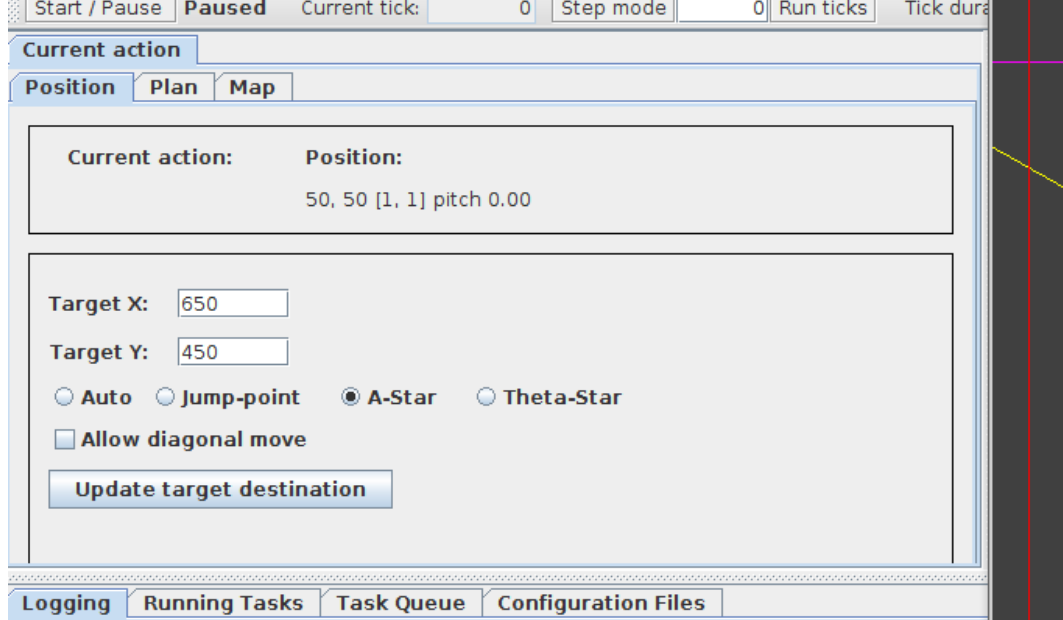 Start / Pause Paused Current tick: 0 Step mode 0 Run ticks Tick dura
Current action
Position Plan Map
Current action: Position:
50, 50 [1, 1] pitch 0.00
Target X: 650
Target Y: 450
Auto Jump-point A-Star Theta-Star
Allow diagonal move
Update target destination
Logging Running Tasks Task Queue Configuration Files